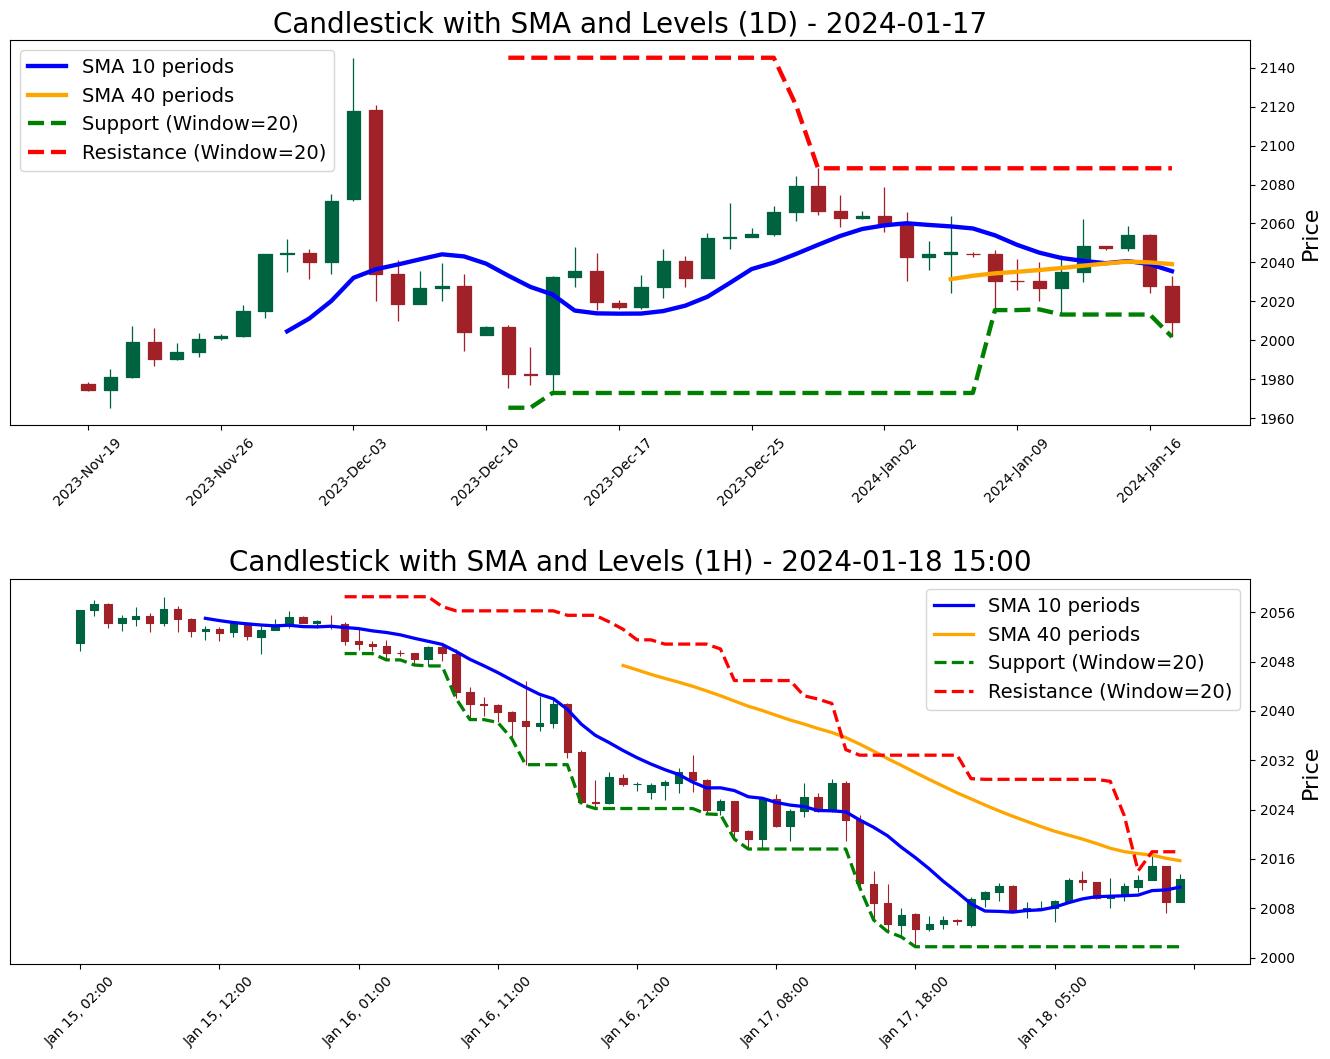 Candlestick with SMA and Levels (1D) - 2024-01-17
SMA 10 periods
SMA 40 periods
Support (Window=20)
Resistance (Window=20)
2140
2120
2100
2080
2060
2040
2020
2000
1980
1960
Price
2023-Nov-19
2023-Nov-26
2023-Dec-03
2023-Dec-10
2023-Dec-17
2023-Dec-25
2024-Jan-02
2024-Jan-09
2024-Jan-16
Candlestick with SMA and Levels (1H) - 2024-01-18 15:00
SMA 10 periods
SMA 40 periods
Support (Window=20)
Resistance (Window=20)
2056
2048
2040
2032
2024
2016
2008
2000
Price
Jan 15, 02:00
Jan 15, 12:00
Jan 16, 01:00
Jan 16, 11:00
Jan 16, 21:00
Jan 17, 08:00
Jan 17, 18:00
Jan 18, 05:00